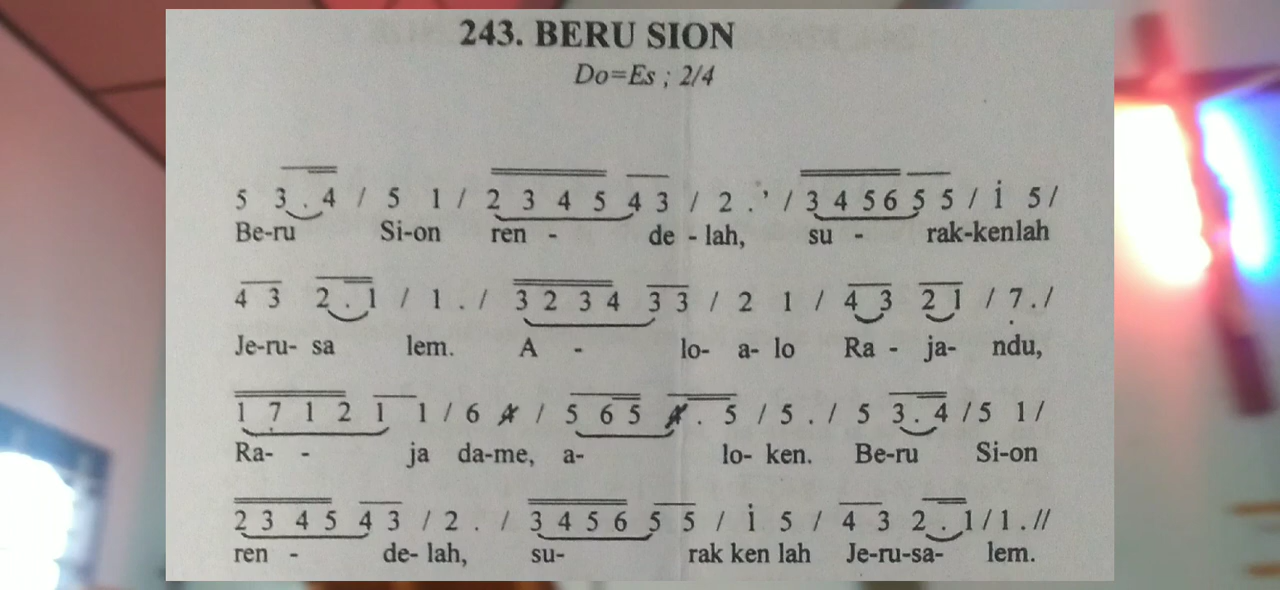 243. BERU SION
Do=Es ; 2/4
5 3 . 4 / 5 1 / 2 3 4 5 4 3 / 2 . ’ / 3 4 5 6 5 5 / i 5 /
Be-ru Si-on ren - de - lah, su - rak-kenlah
4 3 2 . 1 / 1 . / 3 2 3 4 3 3 / 2 1 / 4 3 2 1 / 7 . /
Je-ru- sa lem. A - lo- a- lo Ra - ja- ndu,
1 7 1 2 1 1 / 6 4 / 5 6 5 4 . 5 / 5 . / 5 3 . 4 / 5 1 /
Ra- - ja da-me, a- lo- ken. Be-ru Si-on
2 3 4 5 4 3 / 2 . / 3 4 5 6 5 5 / i 5 / 4 3 2 . 1 / 1 . //
ren - de- lah, su- rak ken lah Je-ru-sa- lem.